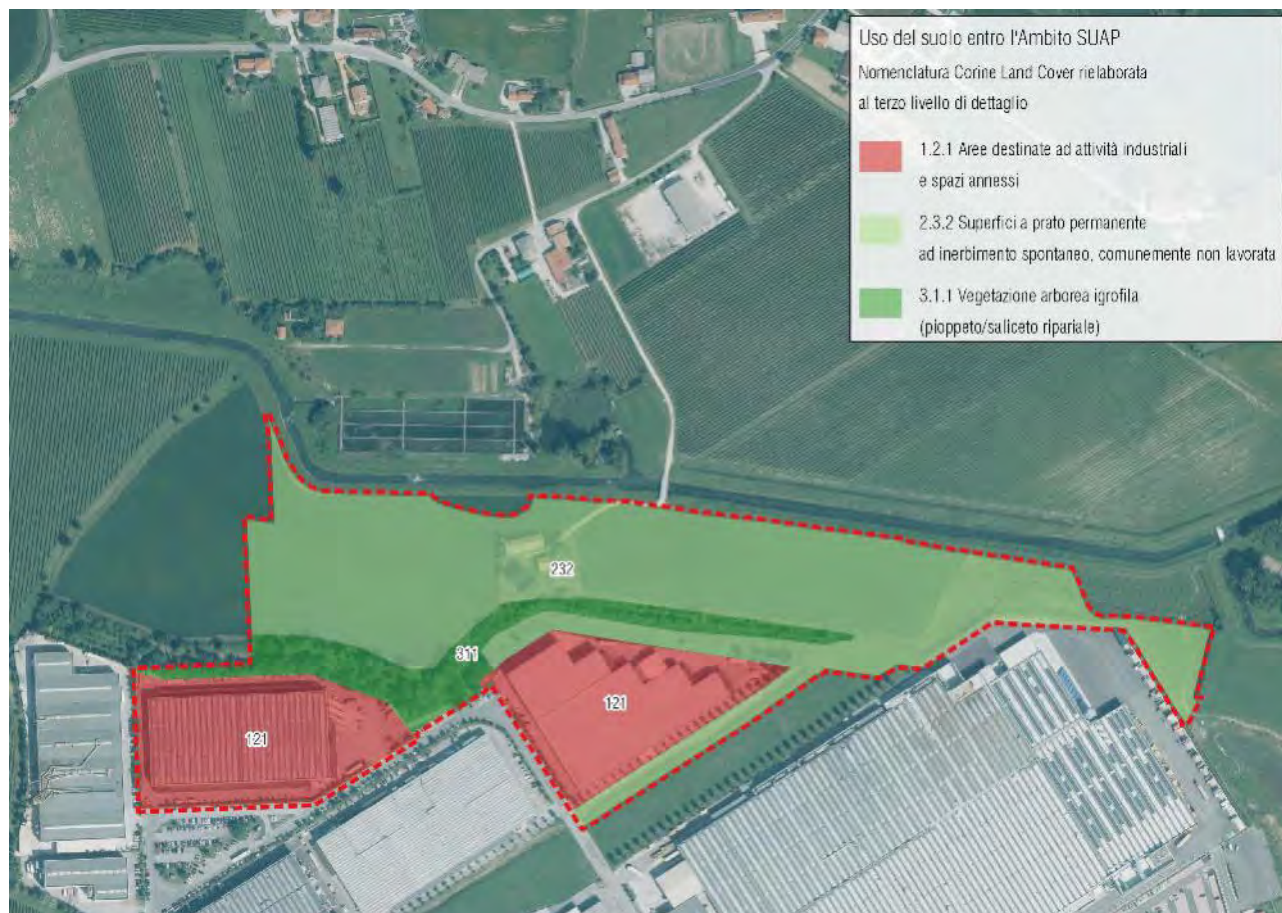 Uso del suolo entro l'Ambito SUAP
Nomenclatura Corine Land Cover rielaborata
al terzo livello di dettaglio
1.2.1 Aree destinate ad attività industriali
e spazi annessi
2.3.2 Superfici a prato permanente
ad inerbimento spontaneo, comunemente non lavorata
3.1.1 Vegetazione arborea igrofila
(pioppeto/saliceto ripariale)
232
311
121
121